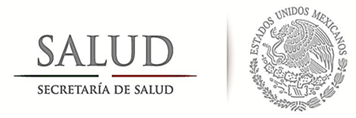 SALUD
SECRETARÍA DE SALUD
ESTADOS UNIDOS MEXICANOS